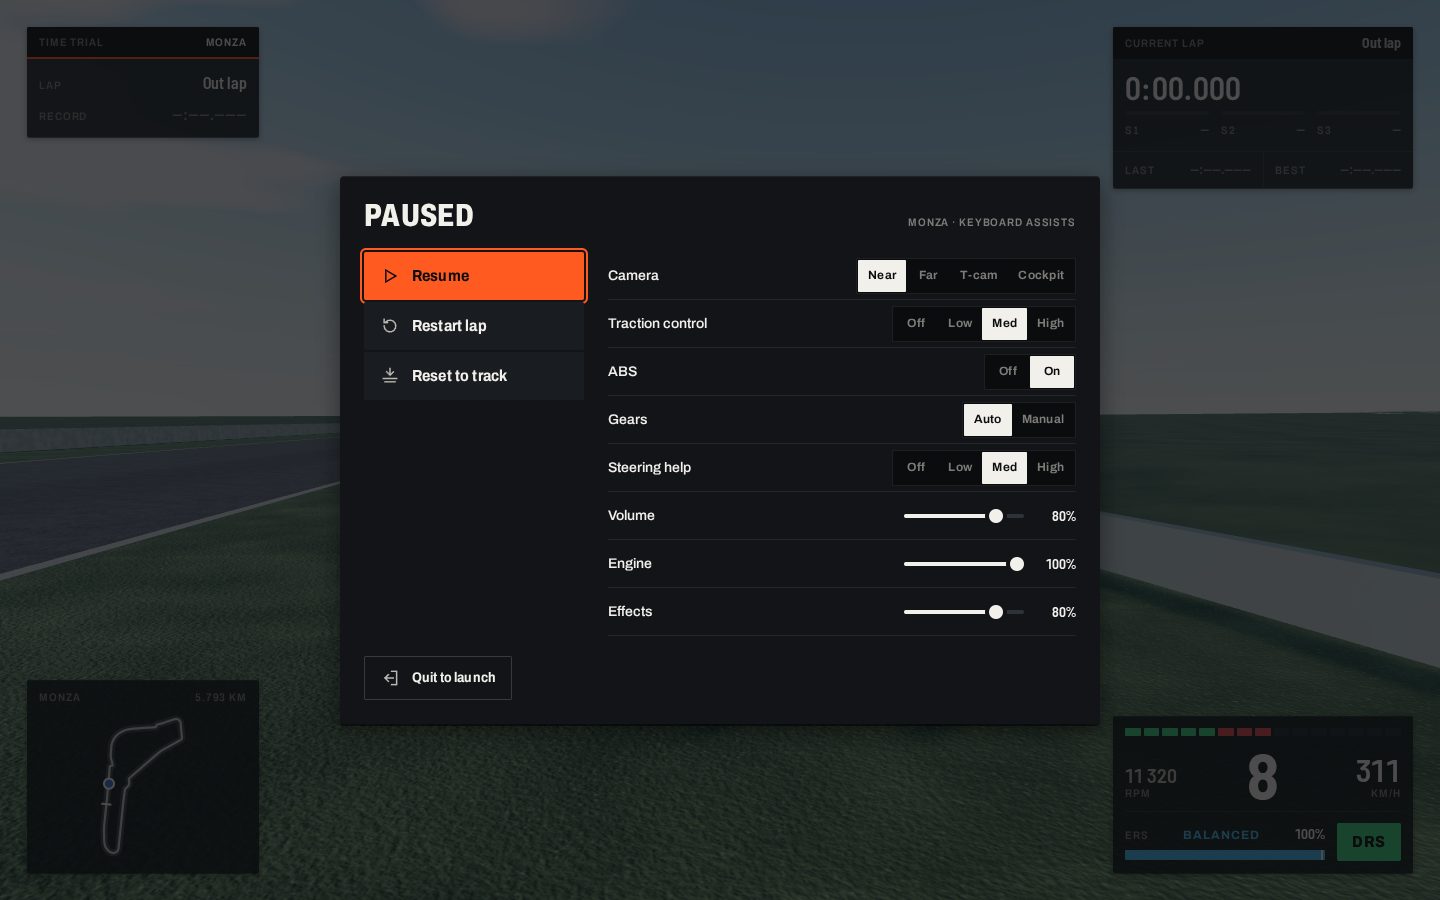 TIME TRIAL MONZA
LAP Out lap
RECORD –:––.–––
CURRENT LAP Out lap
0:00.000
S1 – S2 – S3 –
LAST –:––.––– BEST –:––.–––
PAUSED
MONZA · KEYBOARD ASSISTS
Resume
Restart lap
Reset to track
Camera Near Far T-cam Cockpit
Traction control Off Low Med High
ABS Off On
Gears Auto Manual
Steering help Off Low Med High
Volume 80%
Engine 100%
Effects 80%
Quit to launch
MONZA 5.793 KM
11 320 8 311
RPM KM/H
ERS BALANCED 100% DRS